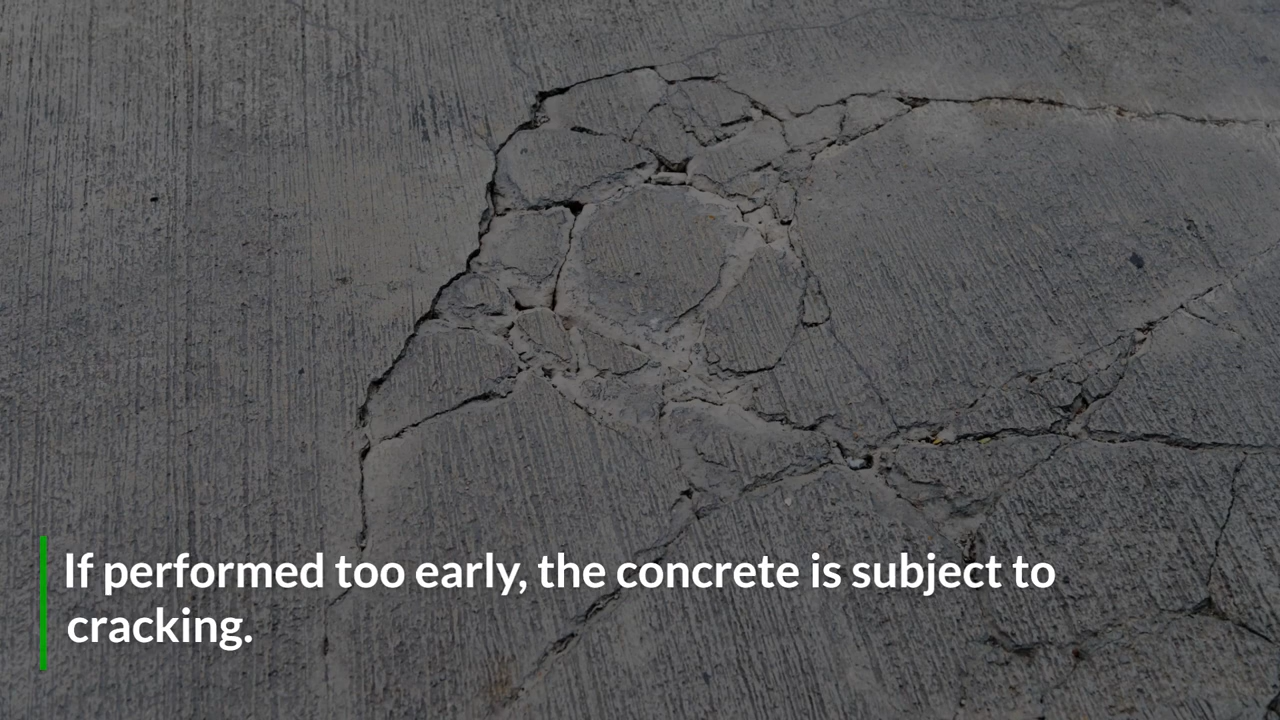 If performed too early, the concrete is subject to
cracking.